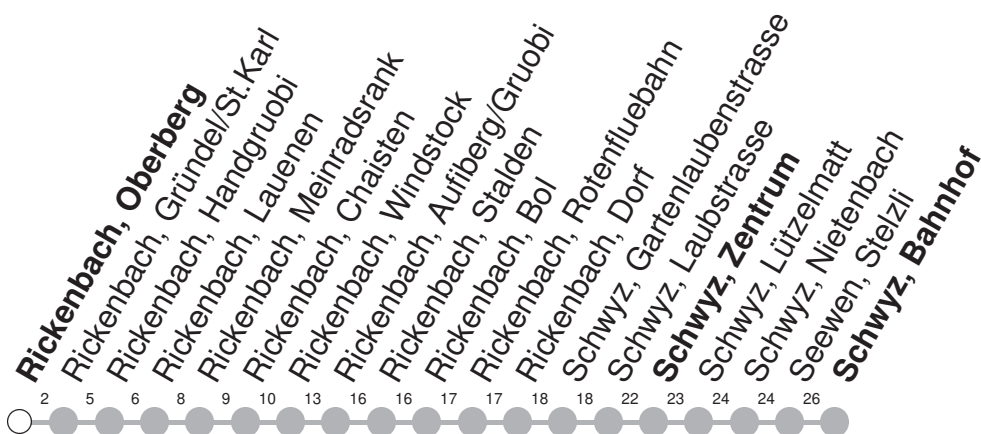 Rickenbach, Oberberg
Rickenbach, Gründel/St.Karl
Rickenbach, Handgruobi
Rickenbach, Lauenen
Rickenbach, Meinradsrank
Rickenbach, Chaisten
Rickenbach, Windstock
Rickenbach, Aufiberg/Gruobi
Rickenbach, Stalden
Rickenbach, Bol
Rickenbach, Rotenfluebahn
Rickenbach, Dorf
Schwyz, Gartenlaubenstrasse
Schwyz, Laubstrasse
Schwyz, Zentrum
Schwyz, Lützelmatt
Schwyz, Nietenbach
Seewen, Stelzli
Schwyz, Bahnhof
2 5 6 8 9 10 13 16 16 17 17 18 18 22 23 24 24 26